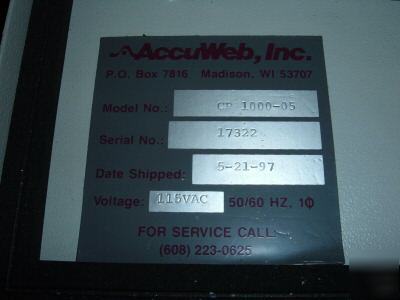 AccuWeb, Inc.
P.O. Box 7816 Madison, WI 53707
Model No.: CP 1000-05
Serial No.: 17322
Date Shipped: 5-21-97
Voltage: 115VAC 50/60 HZ, 1Φ
FOR SERVICE CALL:
(608) 223-0625